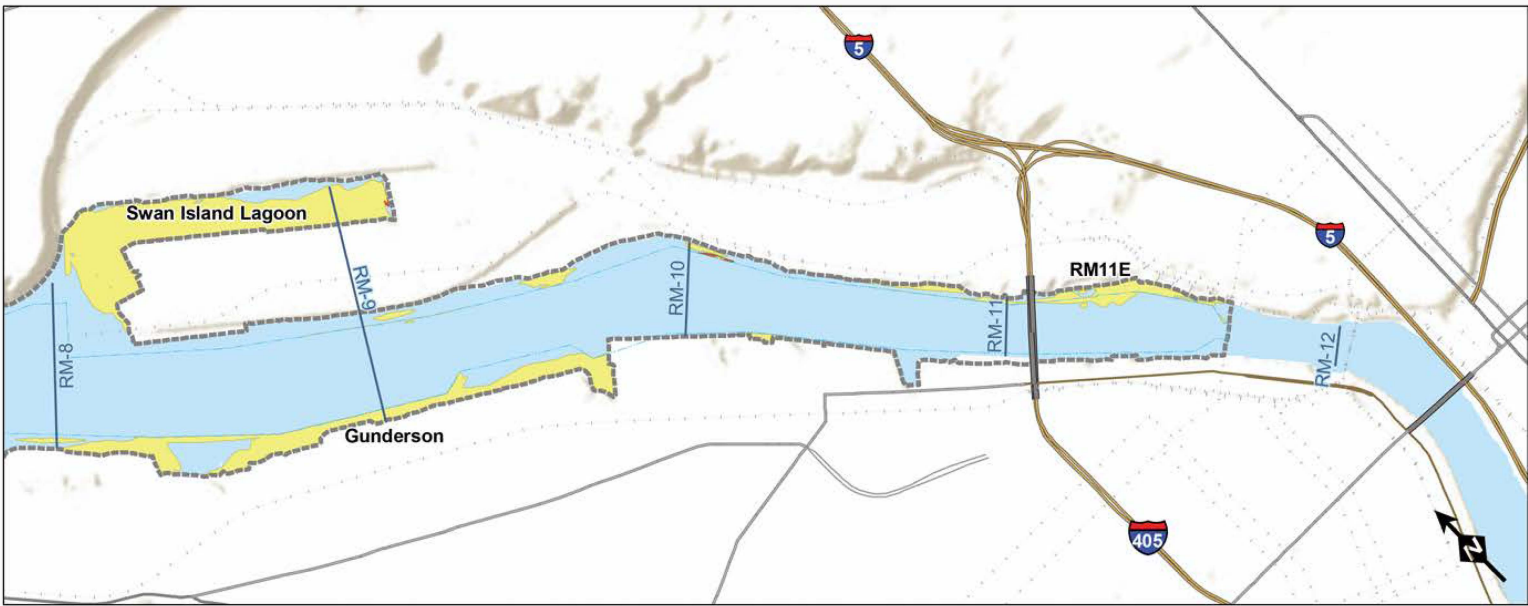 5
Swan Island Lagoon
RM-9
RM-10
RM11E
5
RM-8
RM-11
RM-12
Gunderson
405
N